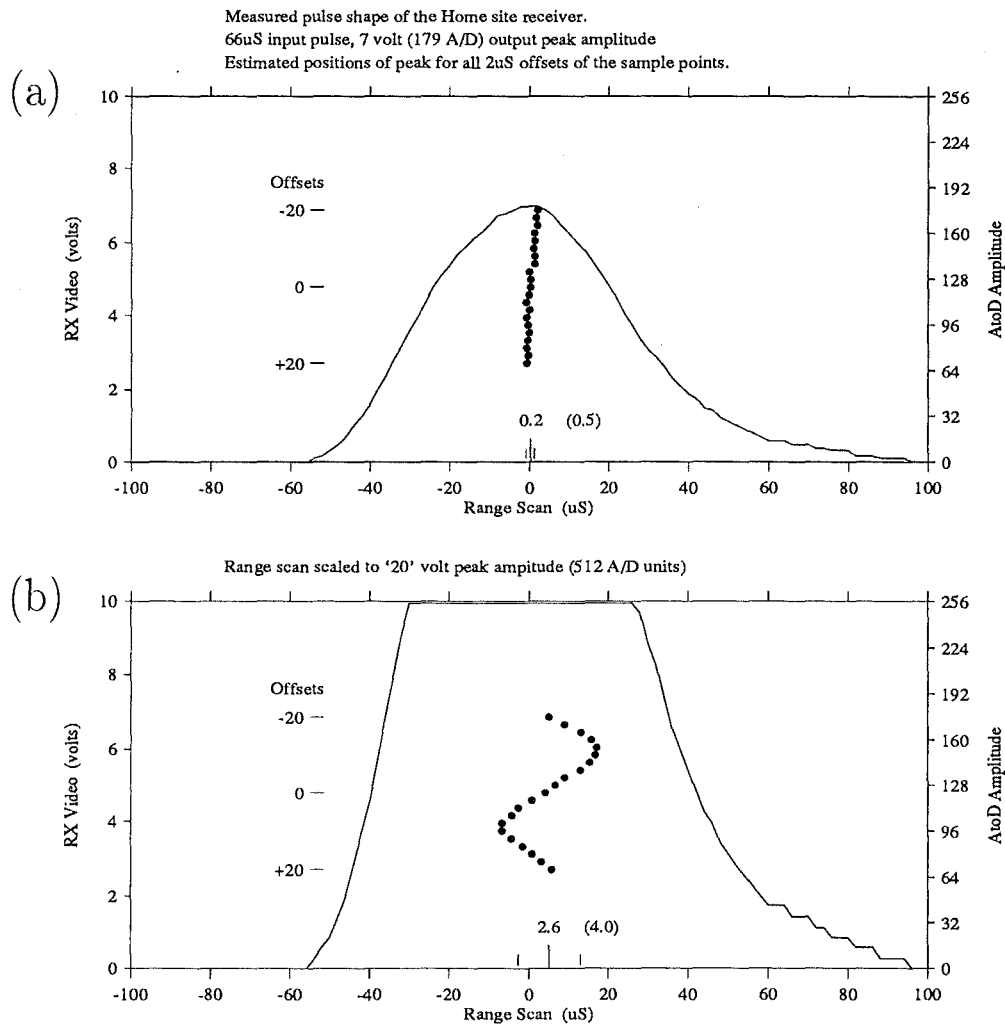 Measured pulse shape of the Home site receiver.
66uS input pulse, 7 volt (179 A/D) output peak amplitude
Estimated positions of peak for all 2uS offsets of the sample points.
(a)
10
8
6
4
2
0
RX Video (volts)
Offsets
-20
0
+20
0.2 (0.5)
256
224
192
160
128
96
64
32
0
AtoD Amplitude
-100 -80 -60 -40 -20 0 20 40 60 80 100
Range Scan (uS)
Range scan scaled to '20' volt peak ampitude (512 A/D units)
(b)
10
8
6
4
2
0
RX Video (volts)
Offsets
-20
0
+20
2.6 (4.0)
256
224
192
160
128
96
64
32
0
AtoD Amplitude
-100 -80 -60 -40 -20 0 20 40 60 80 100
Range Scan (uS)